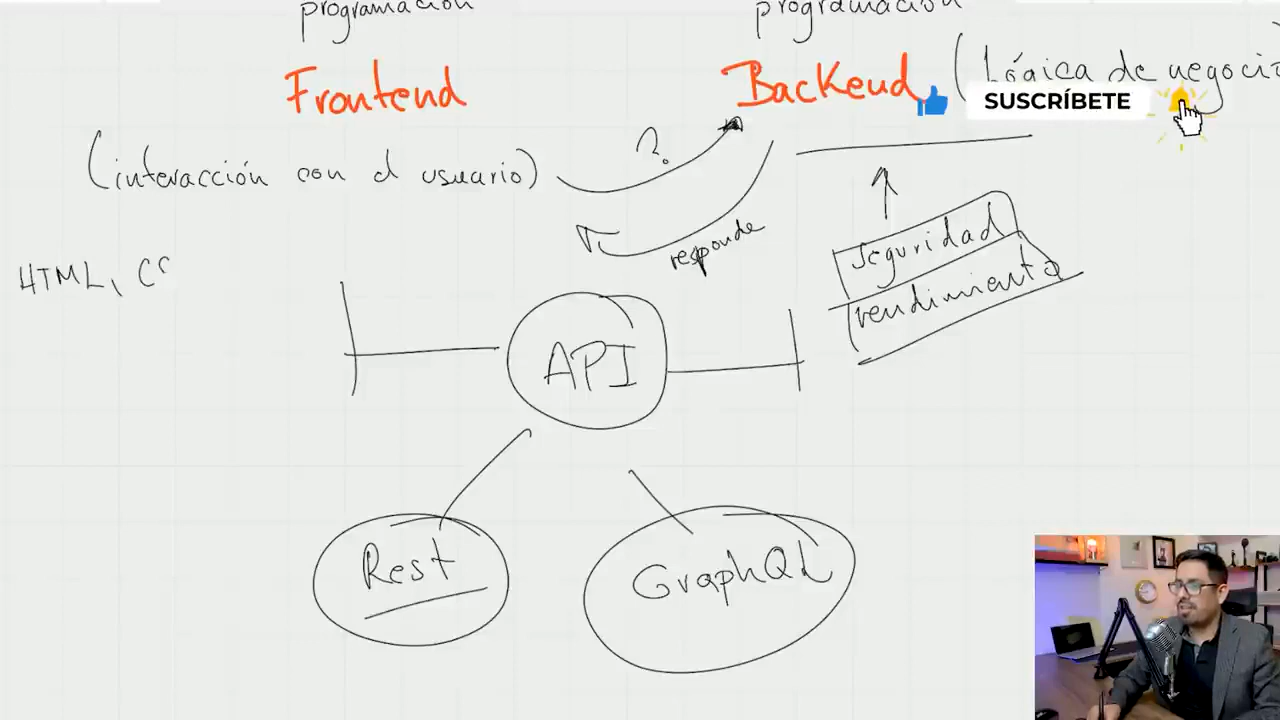 programación
programación
Frontend
Backend
(Lógica de negocio
SUSCRÍBETE
(interacción con el usuario)
?
responde
seguridad
rendimiento
HTML, CS
API
Rest
GraphQL